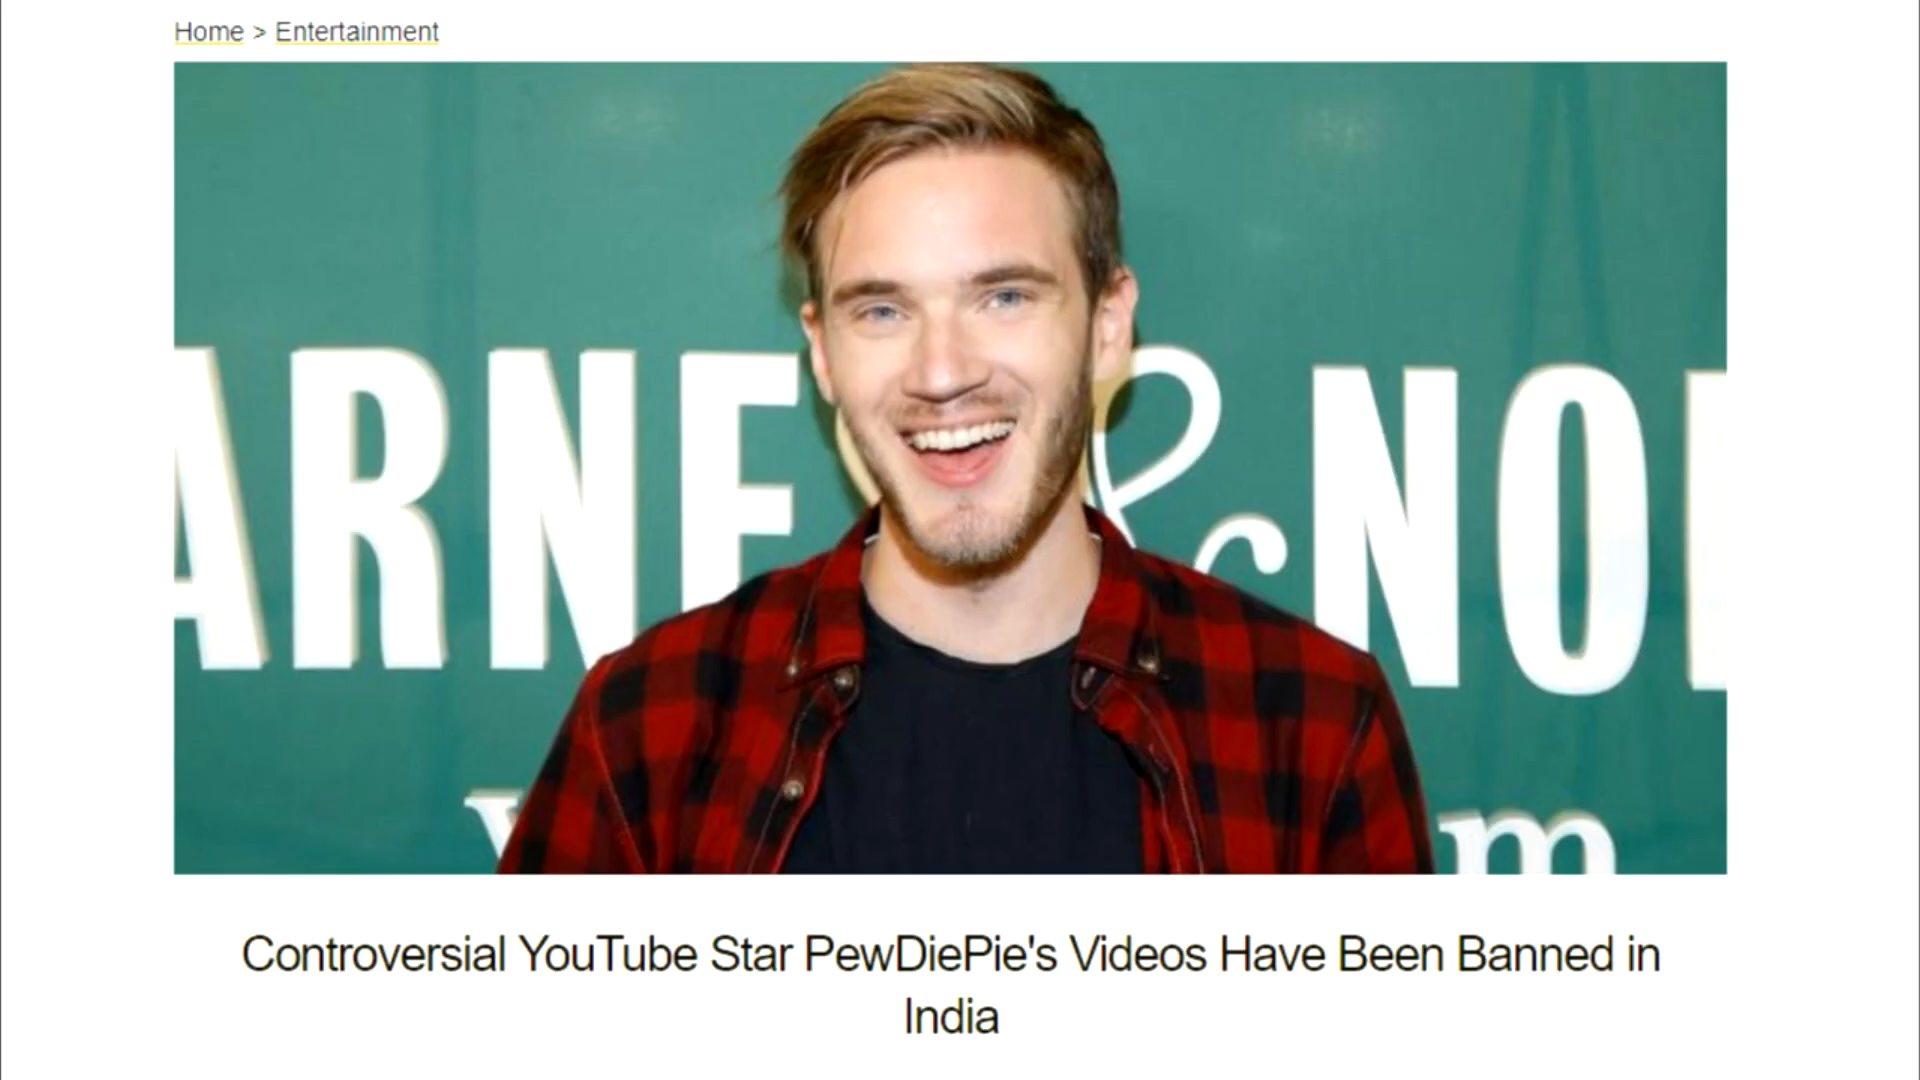 Home > Entertainment
ARNE & NO
m
Controversial YouTube Star PewDiePie's Videos Have Been Banned in
India